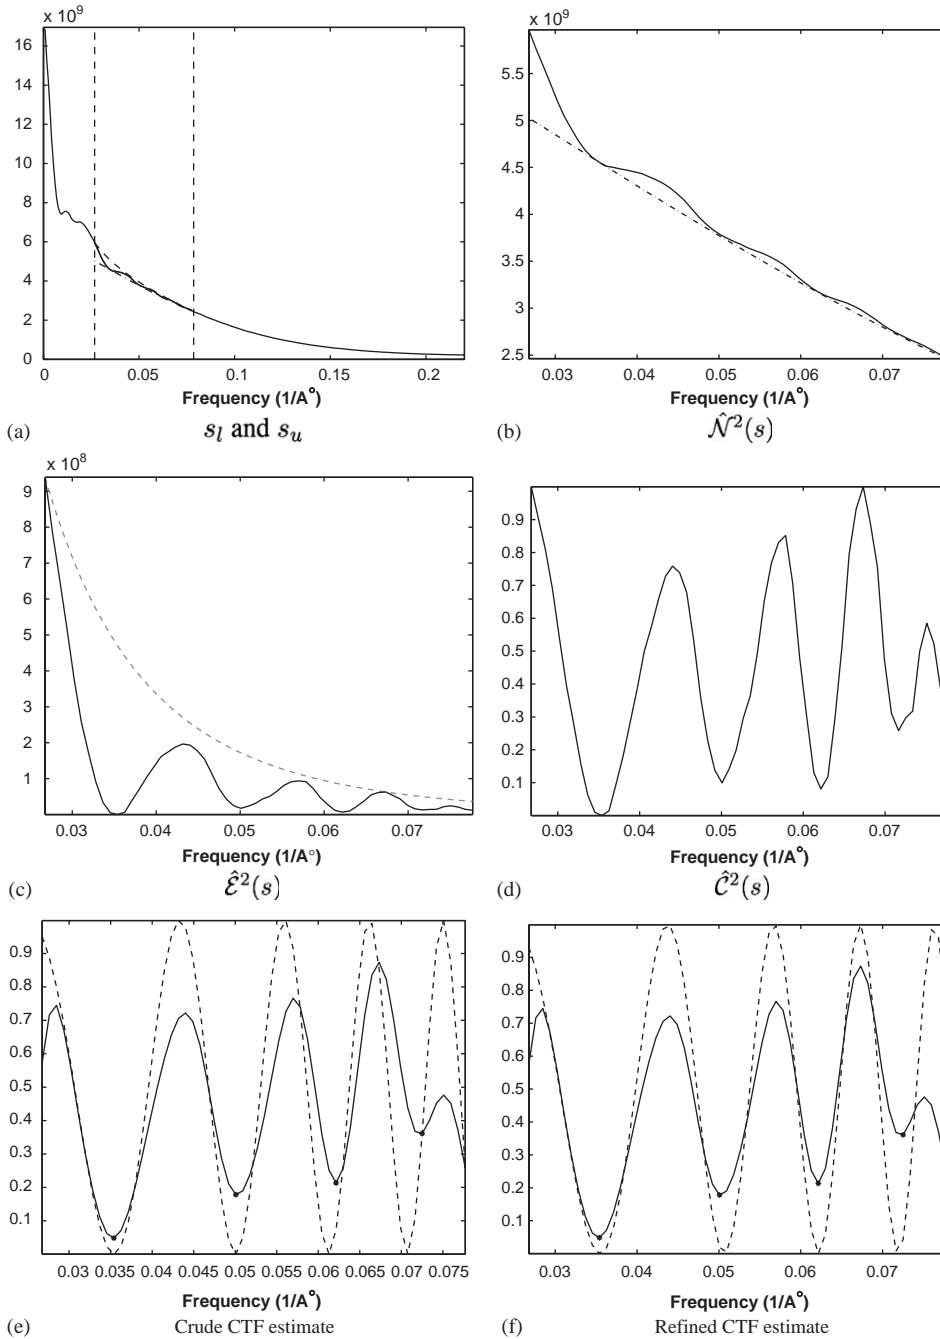 x 10⁹
16
14
12
10
8
6
4
2
0
0 0.05 0.1 0.15 0.2
Frequency (1/A°)
(a) s_l and s_u
x 10⁹
5.5
5
4.5
4
3.5
3
2.5
0.03 0.04 0.05 0.06 0.07
Frequency (1/A°)
(b) 𝒩̂²(s)
x 10⁸
9
8
7
6
5
4
3
2
1
0.03 0.04 0.05 0.06 0.07
Frequency (1/A°)
(c) ℰ̂²(s)
0.9
0.8
0.7
0.6
0.5
0.4
0.3
0.2
0.1
0.03 0.04 0.05 0.06 0.07
Frequency (1/A°)
(d) 𝒞̂²(s)
0.9
0.8
0.7
0.6
0.5
0.4
0.3
0.2
0.1
0.03 0.035 0.04 0.045 0.05 0.055 0.06 0.065 0.07 0.075
Frequency (1/A°)
(e) Crude CTF estimate
0.9
0.8
0.7
0.6
0.5
0.4
0.3
0.2
0.1
0.03 0.04 0.05 0.06 0.07
Frequency (1/A°)
(f) Refined CTF estimate